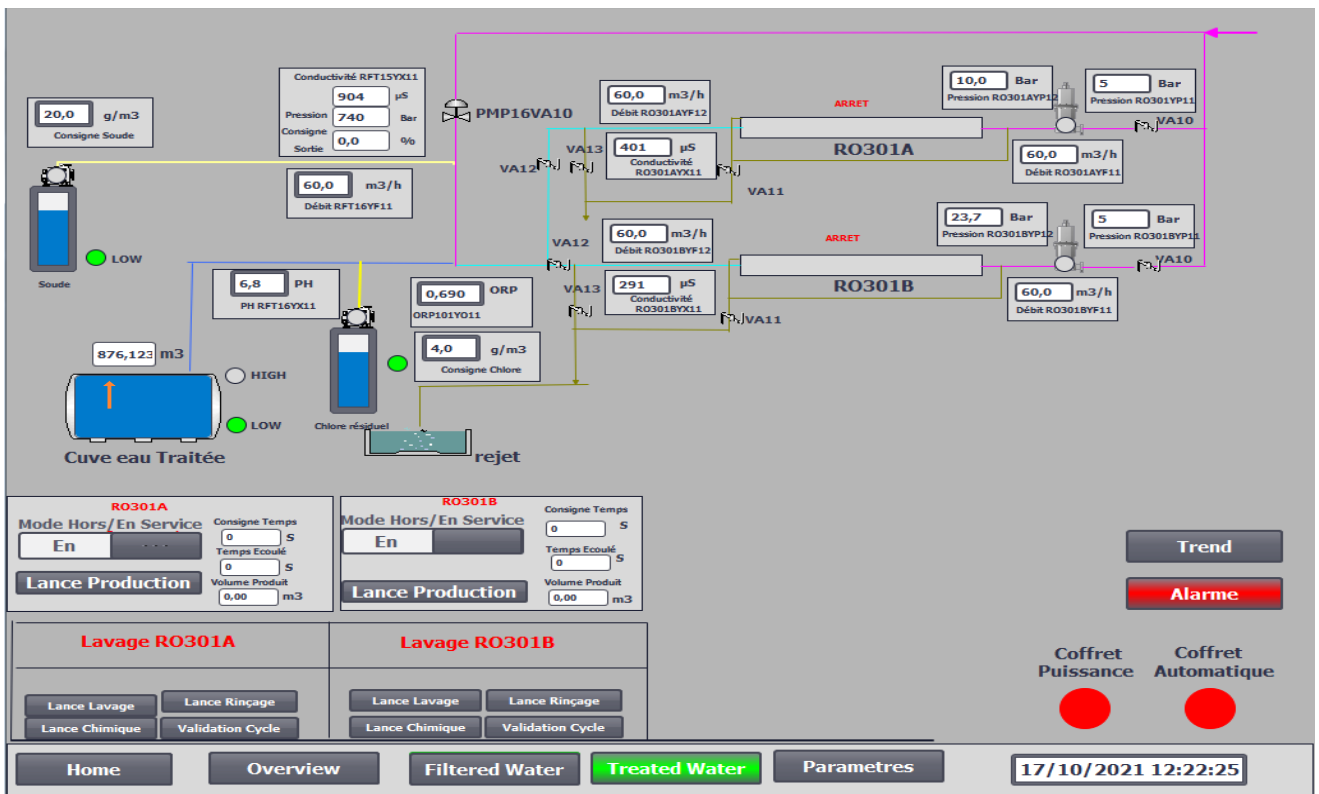 Conductivité RFT15YX11
904 µS
Pression 740 Bar
Consigne
Sortie 0,0 %
20,0 g/m3
Consigne Soude
PMP16VA10
60,0 m3/h
Débit RFT16YF11
60,0 m3/h
Débit RO301AYF12
VA13
401 µS
Conductivité
RO301AYX11
VA12
VA11
ARRET
RO301A
10,0 Bar
Pression RO301AYP12
5 Bar
Pression RO301YP11
VA10
60,0 m3/h
Débit RO301AYF11
Soude
LOW
VA12
60,0 m3/h
Débit RO301BYF12
VA13
291 µS
Conductivité
RO301BYX11
VA11
ARRET
RO301B
23,7 Bar
Pression RO301BYP12
5 Bar
Pression RO301BYP11
VA10
60,0 m3/h
Débit RO301BYF11
6,8 PH
PH RFT16YX11
0,690 ORP
ORP101YO11
4,0 g/m3
Consigne Chlore
876,123 m3
HIGH
LOW
Chlore résiduel
Cuve eau Traitée
rejet
RO301A
Mode Hors/En Service
En ...
Lance Production
Consigne Temps
0 S
Temps Ecoulé
0 S
Volume Produit
0,00 m3
RO301B
Mode Hors/En Service
En
Lance Production
Consigne Temps
0 S
Temps Ecoulé
0 S
Volume Produit
0,00 m3
Trend
Alarme
Lavage RO301A
Lance Lavage Lance Rinçage
Lance Chimique Validation Cycle
Lavage RO301B
Lance Lavage Lance Rinçage
Lance Chimique Validation Cycle
Coffret
Puissance
Coffret
Automatique
Home Overview Filtered Water Treated Water Parametres 17/10/2021 12:22:25